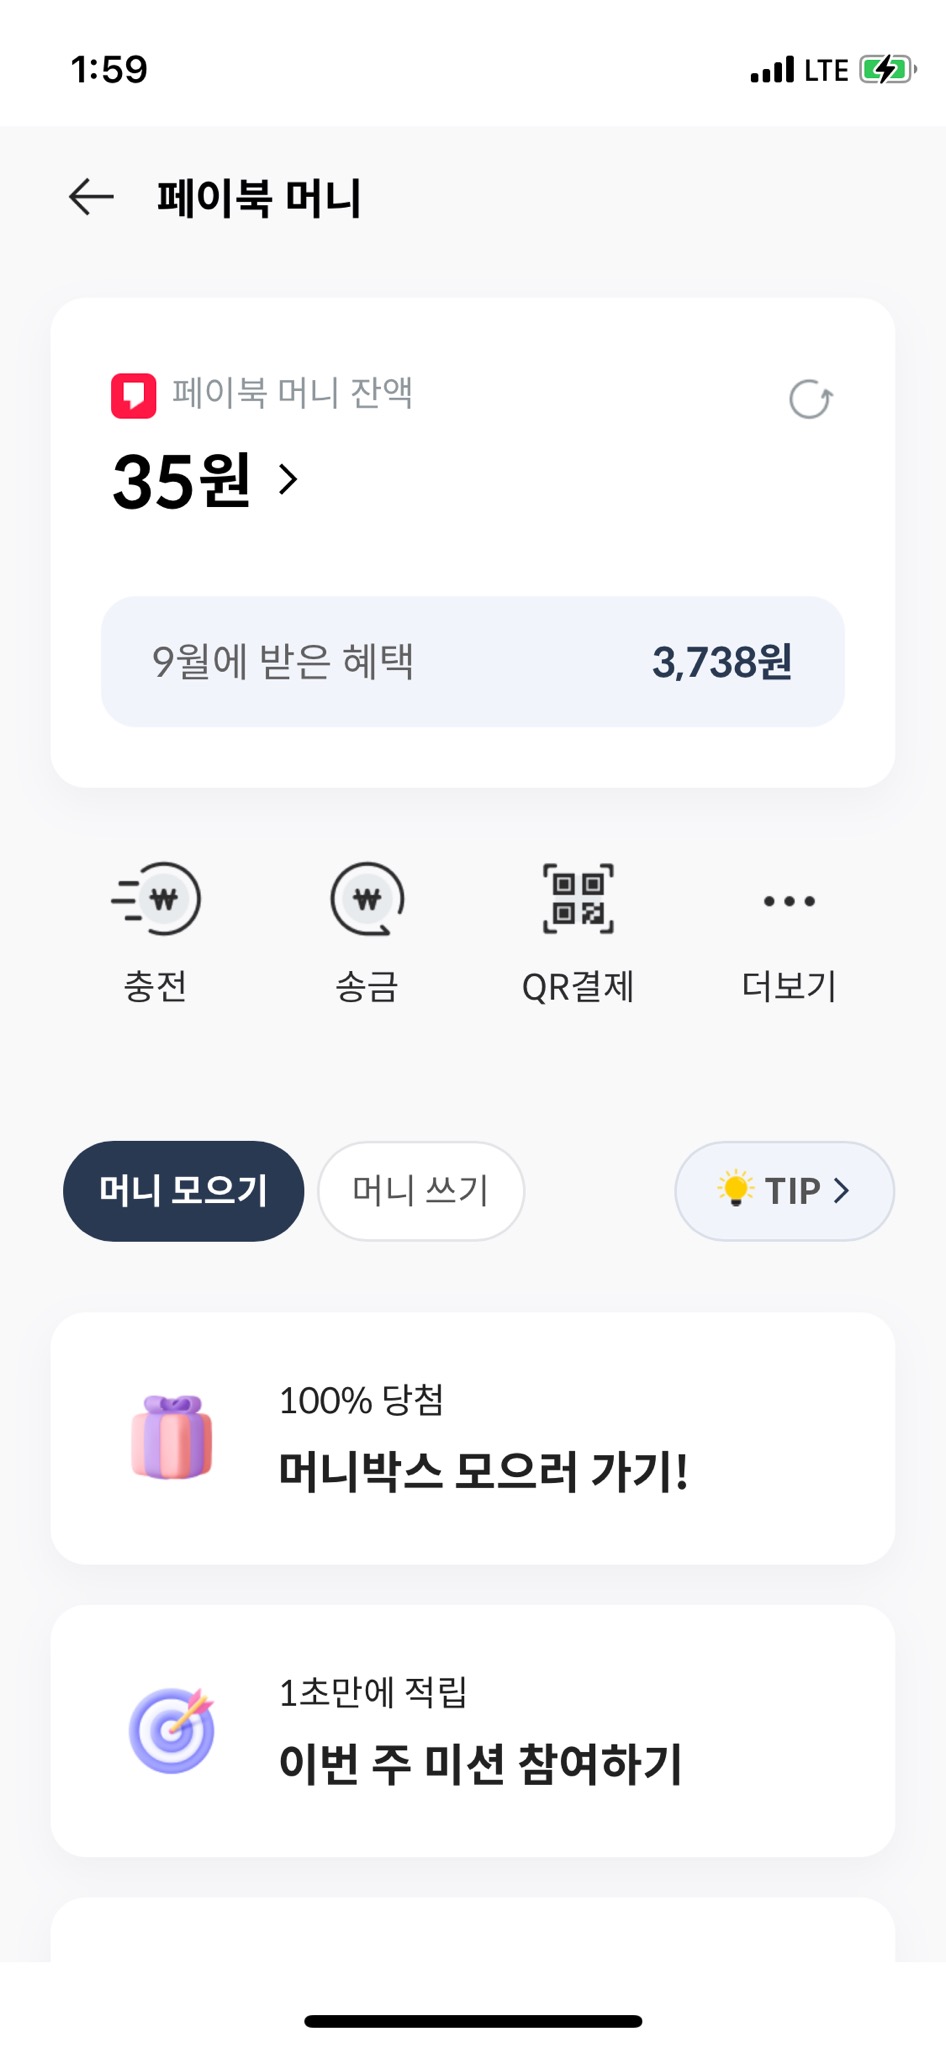 1:59
LTE
페이북 머니
페이북 머니 잔액
35원
9월에 받은 혜택 3,738원
충전 송금 QR결제 더보기
머니 모으기 머니 쓰기 TIP
100% 당첨
머니박스 모으러 가기!
1초만에 적립
이번 주 미션 참여하기